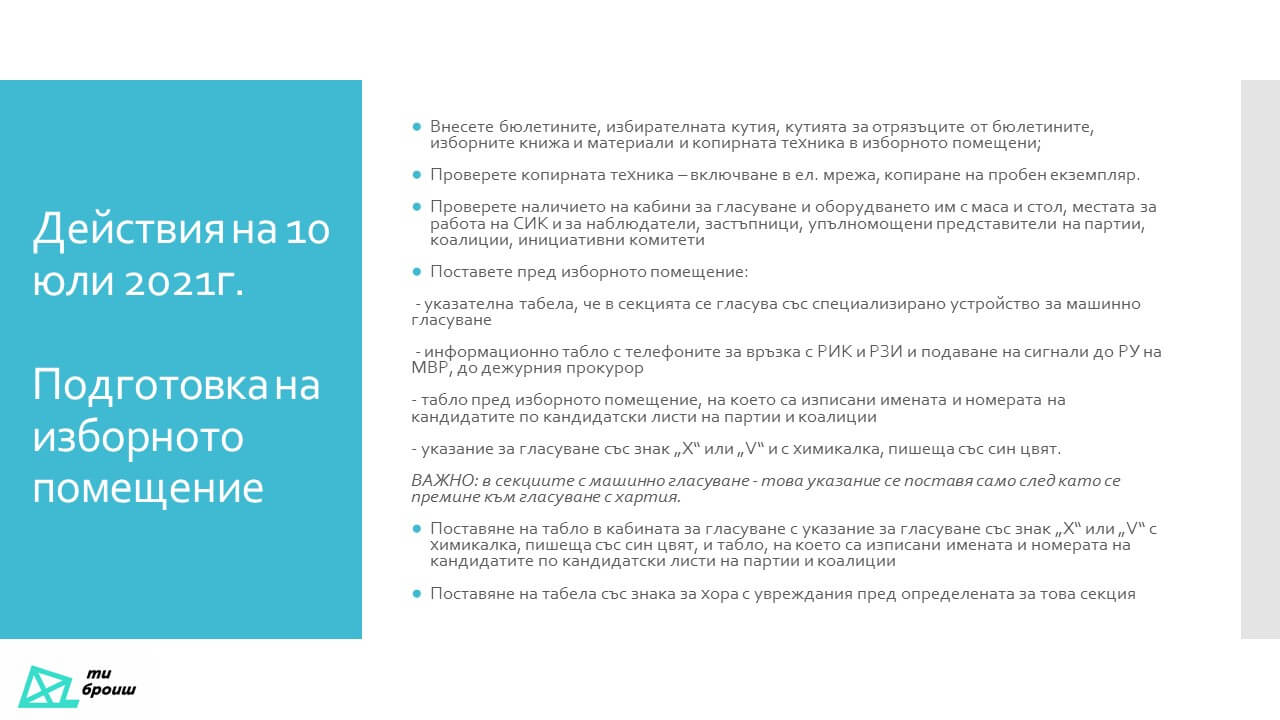 Действия на 10
юли 2021г.
Подготовка на
изборното
помещение
Внесете бюлетините, избирателната кутия, кутията за отрязъците от бюлетините,
изборните книжа и материали и копирната техника в изборното помещени;
Проверете копирната техника – включване в ел. мрежа, копиране на пробен екземпляр.
Проверете наличието на кабини за гласуване и оборудването им с маса и стол, местата за
работа на СИК и за наблюдатели, застъпници, упълномощени представители на партии,
коалиции, инициативни комитети
Поставете пред изборното помещение:
- указателна табела, че в секцията се гласува със специализирано устройство за машинно
гласуване
- информационно табло с телефоните за връзка с РИК и РЗИ и подаване на сигнали до РУ на
МВР, до дежурния прокурор
- табло пред изборното помещение, на което са изписани имената и номерата на
кандидатите по кандидатски листи на партии и коалиции
- указание за гласуване със знак „X“ или „V“ и с химикалка, пишеща със син цвят.
ВАЖНО: в секциите с машинно гласуване - това указание се поставя само след като се
премине към гласуване с хартия.
Поставяне на табло в кабината за гласуване с указание за гласуване със знак „X“ или „V“ с
химикалка, пишеща със син цвят, и табло, на което са изписани имената и номерата на
кандидатите по кандидатски листи на партии и коалиции
Поставяне на табела със знака за хора с увреждания пред определената за това секция
ти
броиш